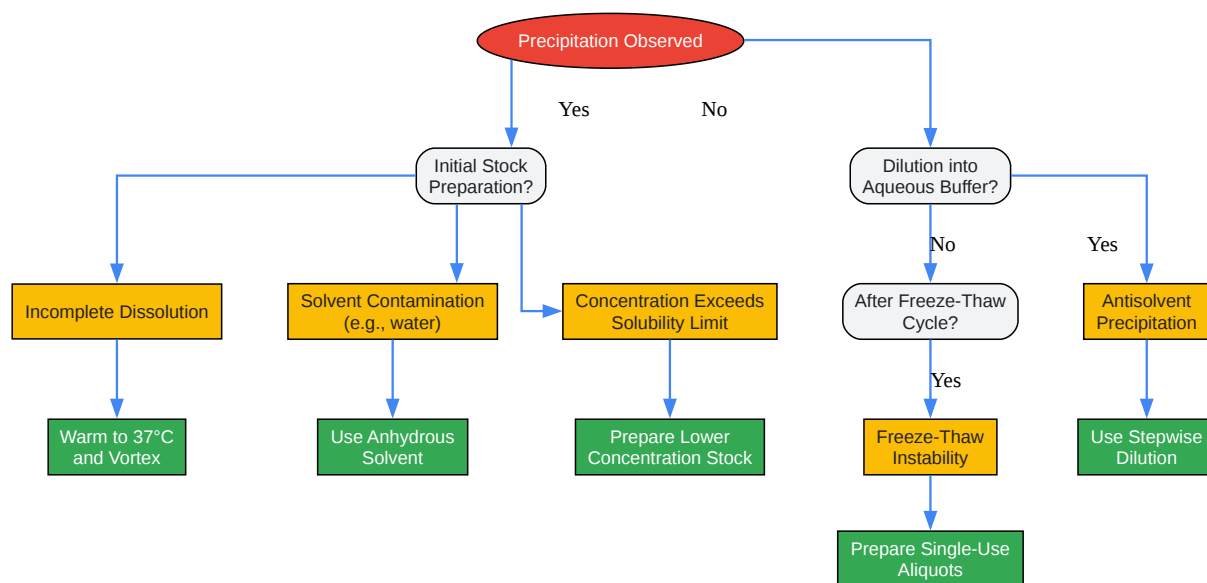 Precipitation Observed
Yes
No
Initial Stock
Preparation?
Dilution into
Aqueous Buffer?
No
Yes
Incomplete Dissolution
Solvent Contamination
(e.g., water)
Concentration Exceeds
Solubility Limit
After Freeze-Thaw
Cycle?
Antisolvent
Precipitation
Yes
Warm to 37°C
and Vortex
Use Anhydrous
Solvent
Prepare Lower
Concentration Stock
Freeze-Thaw
Instability
Use Stepwise
Dilution
Prepare Single-Use
Aliquots